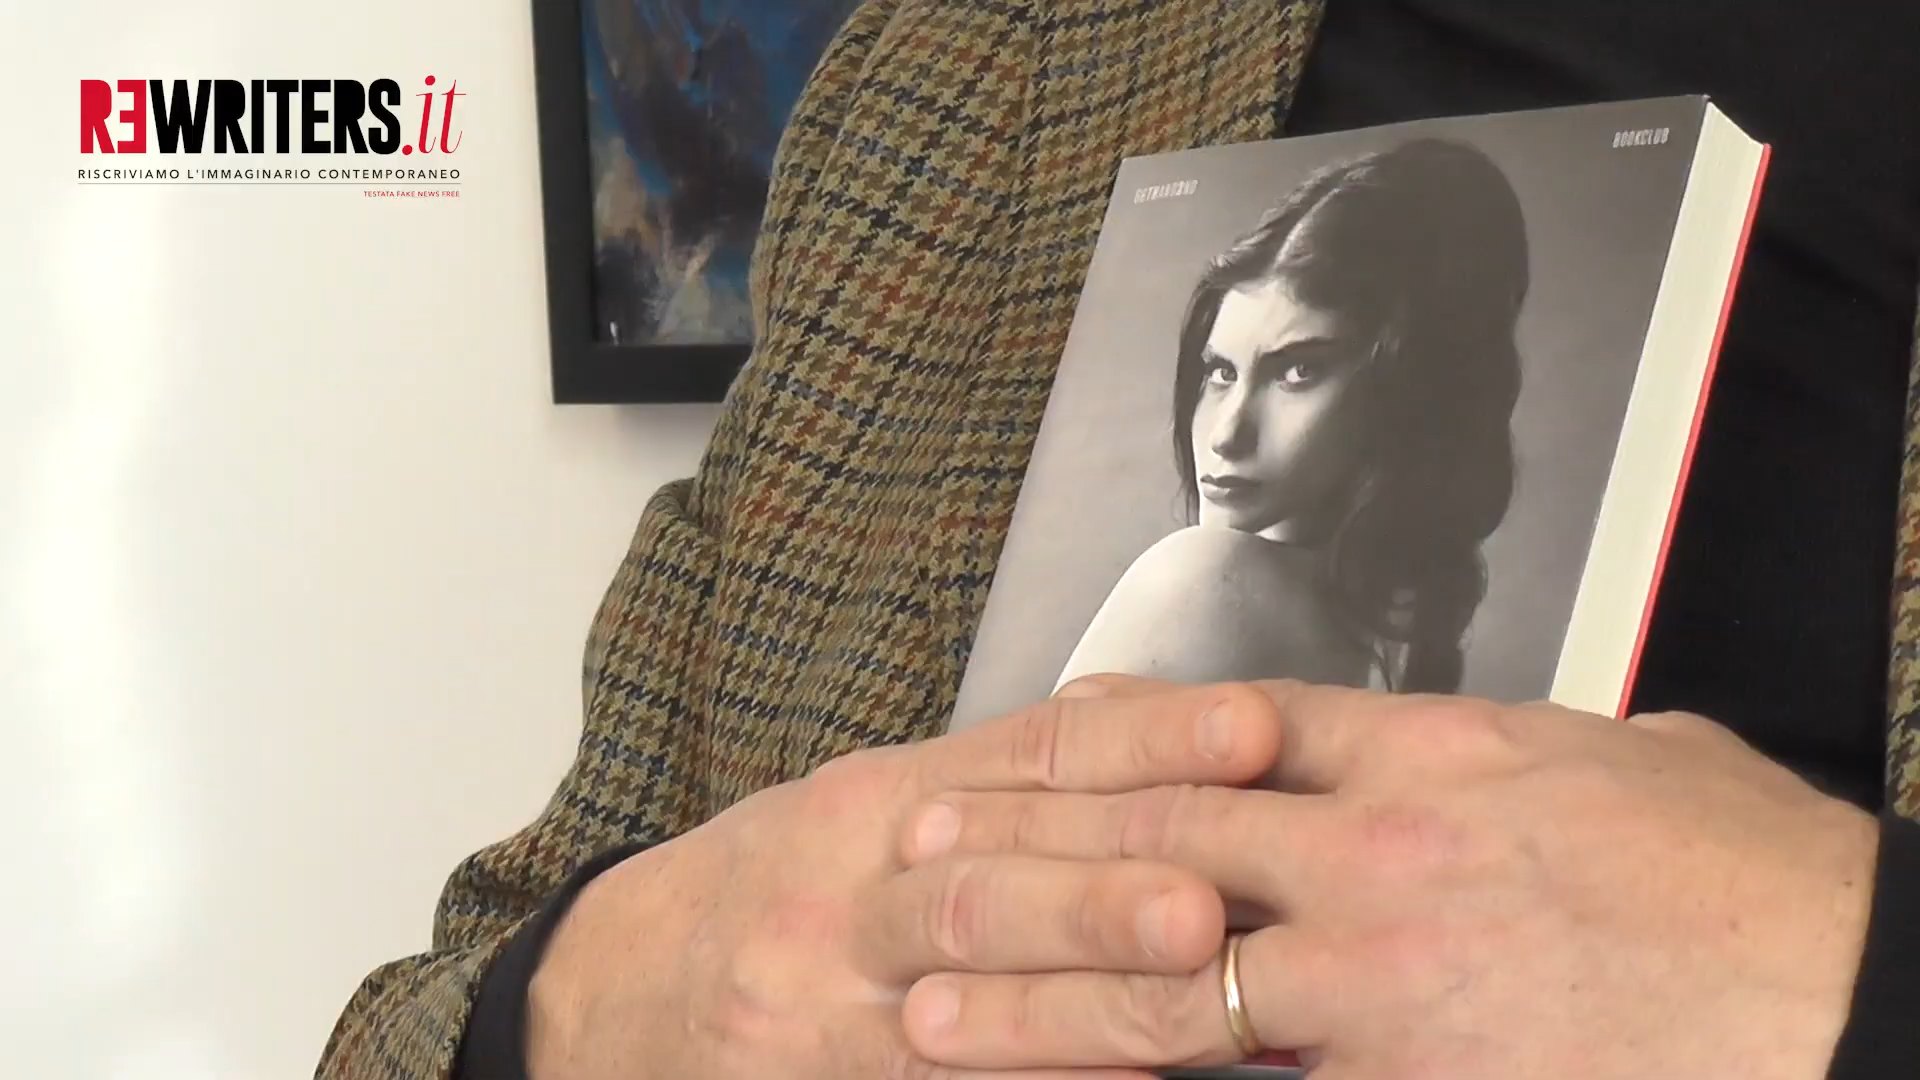 REWRITERS.it
RISCRIVIAMO L'IMMAGINARIO CONTEMPORANEO
TESTATA FAKE NEWS FREE
BOOKCLUB